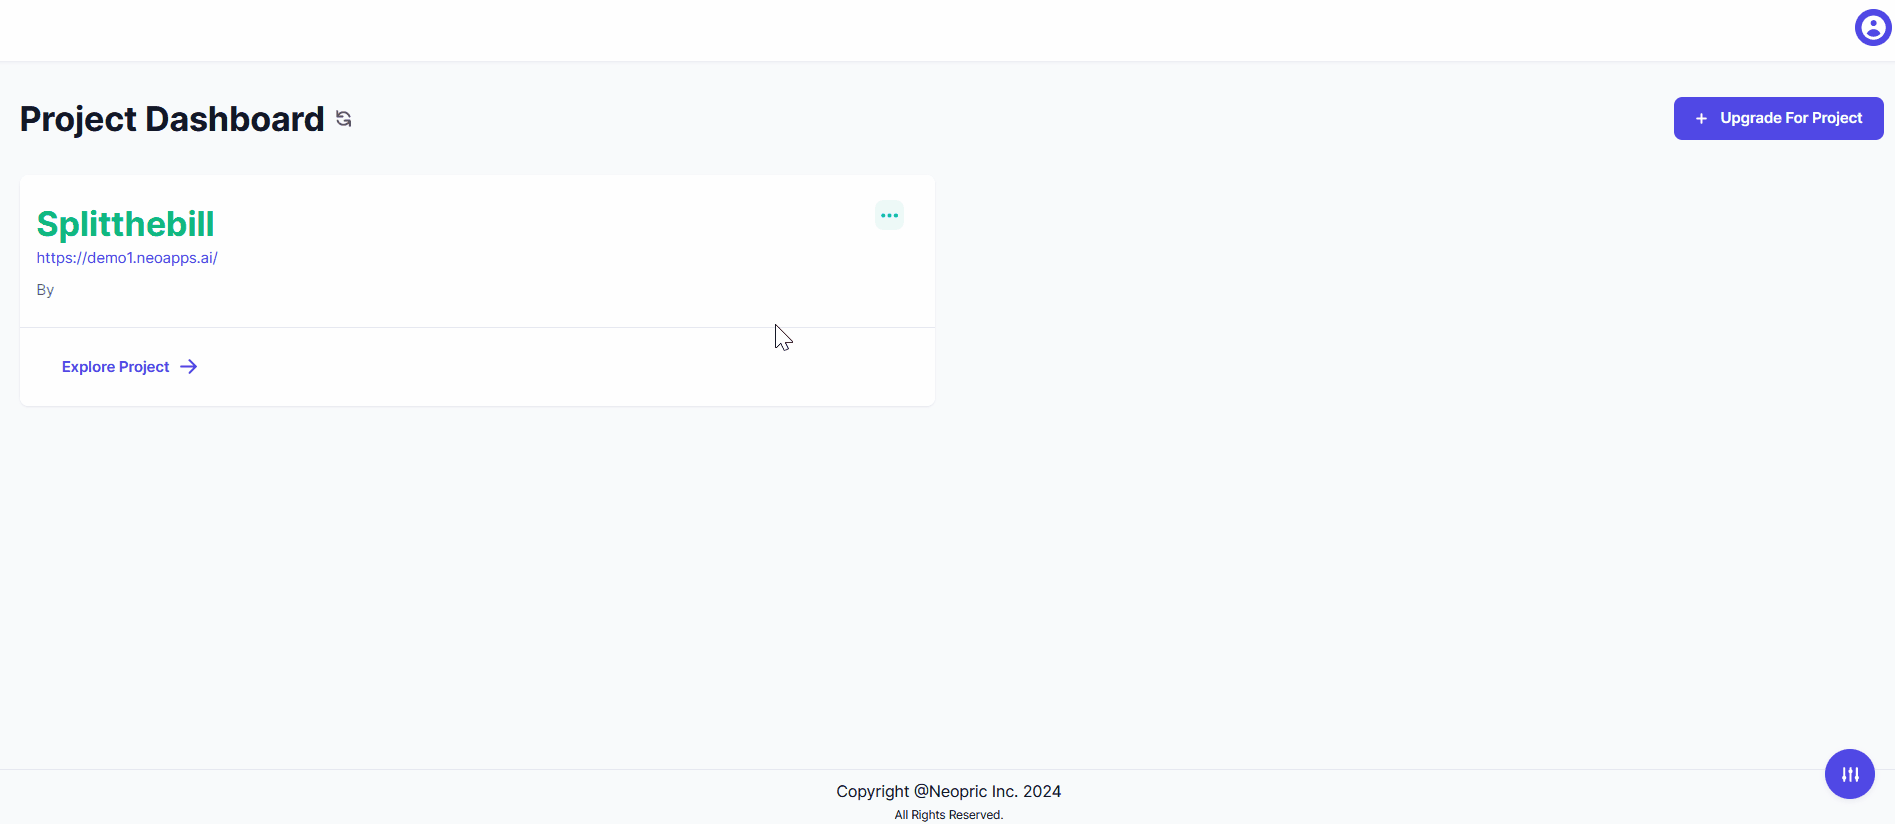 Project Dashboard
+ Upgrade For Project
Splitthebill
https://demo1.neoapps.ai/
By
Explore Project
Copyright @Neopric Inc. 2024
All Rights Reserved.